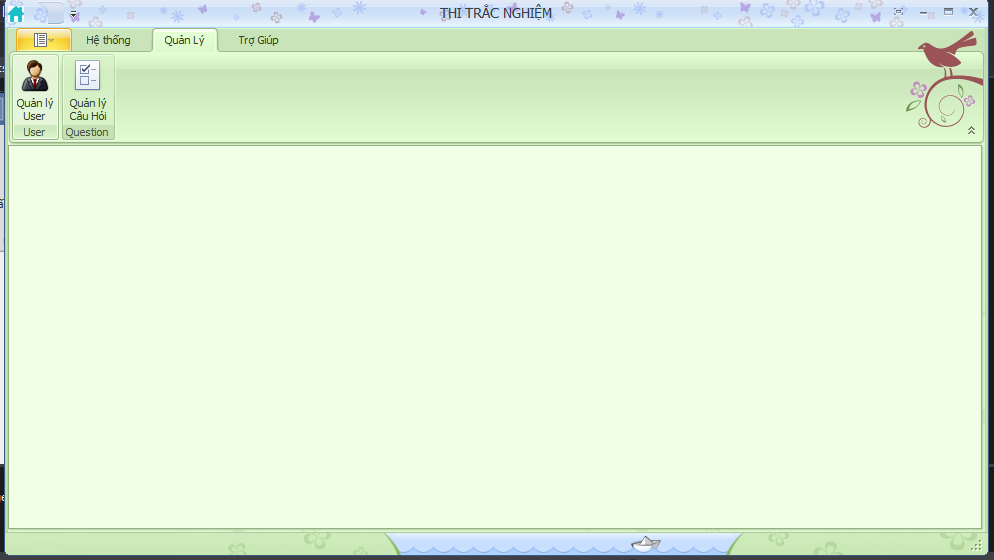 THI TRẮC NGHIỆM
Hệ thống
Quản Lý
Trợ Giúp
Quản lý
User
User
Quản lý
Câu Hỏi
Question